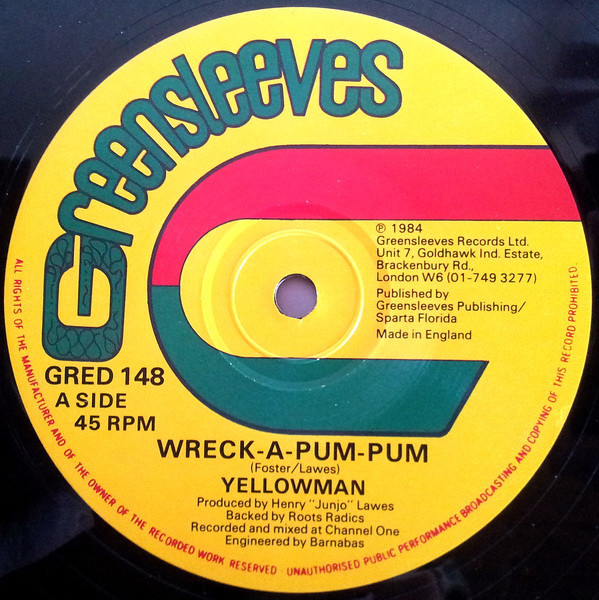 Greensleeves
℗ 1984
Greensleeves Records Ltd.
Unit 7, Goldhawk Ind. Estate,
Brackenbury Rd.,
London W6 (01-749 3277)
Published by
Greensleeves Publishing/
Sparta Florida
Made in England
GRED 148
A SIDE
45 RPM
WRECK-A-PUM-PUM
(Foster/Lawes)
YELLOWMAN
Produced by Henry "Junjo" Lawes
Backed by Roots Radics
Recorded and mixed at Channel One
Engineered by Barnabas
ALL RIGHTS OF THE MANUFACTURER AND OF THE OWNER OF THE RECORDED WORK RESERVED · UNAUTHORISED PUBLIC PERFORMANCE BROADCASTING AND COPYING OF THIS RECORD PROHIBITED.